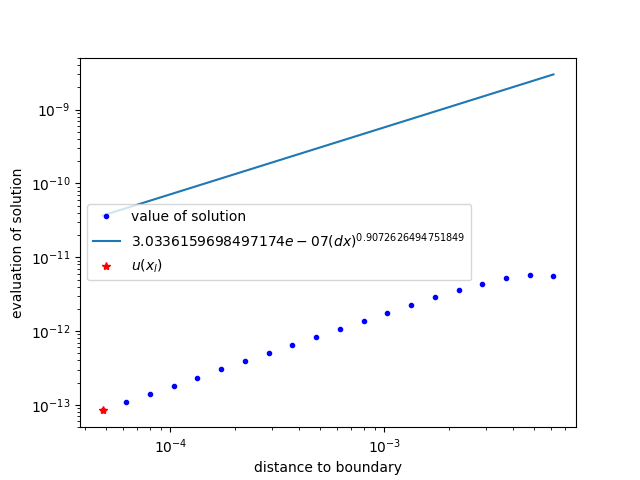 10⁻⁹
10⁻¹⁰
10⁻¹¹
10⁻¹²
10⁻¹³
evaluation of solution
value of solution
3.0336159698497174e − 07(dx)^0.9072626494751849
u(x_l)
10⁻⁴
10⁻³
distance to boundary